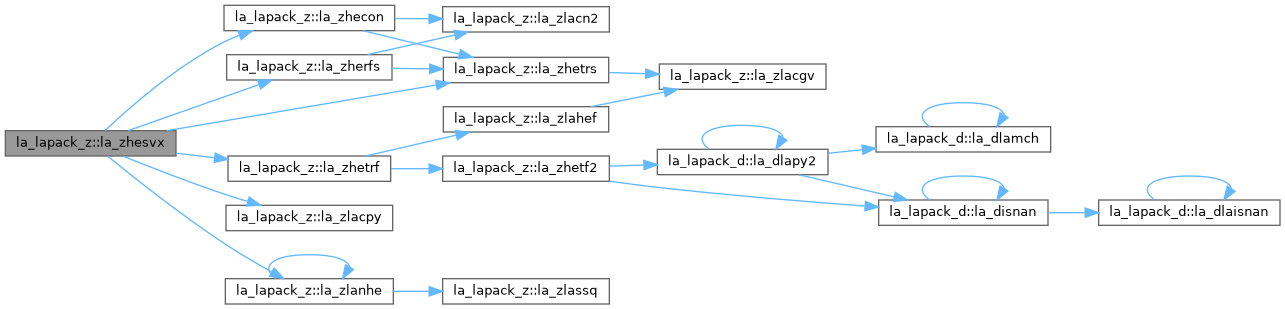 la_lapack_z::la_zhesvx
la_lapack_z::la_zhecon
la_lapack_z::la_zherfs
la_lapack_z::la_zhetrf
la_lapack_z::la_zlacpy
la_lapack_z::la_zlanhe
la_lapack_z::la_zlacn2
la_lapack_z::la_zhetrs
la_lapack_z::la_zlahef
la_lapack_z::la_zhetf2
la_lapack_z::la_zlassq
la_lapack_z::la_zlacgv
la_lapack_d::la_dlapy2
la_lapack_d::la_dlamch
la_lapack_d::la_disnan
la_lapack_d::la_dlaisnan